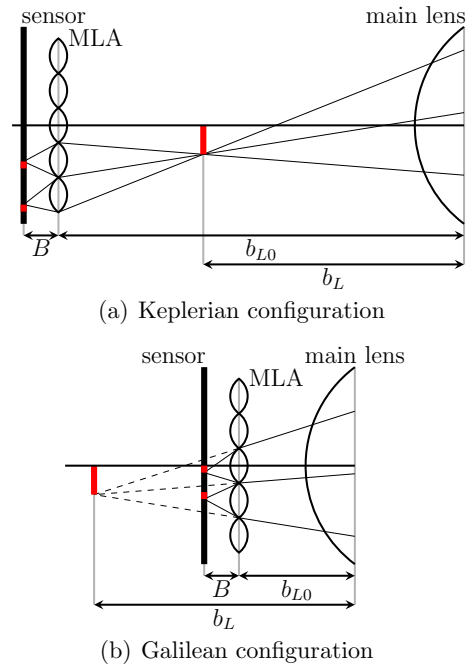 sensor main lens
MLA
B
b_{L0}
b_L
(a) Keplerian configuration
sensor main lens
MLA
B
b_{L0}
b_L
(b) Galilean configuration